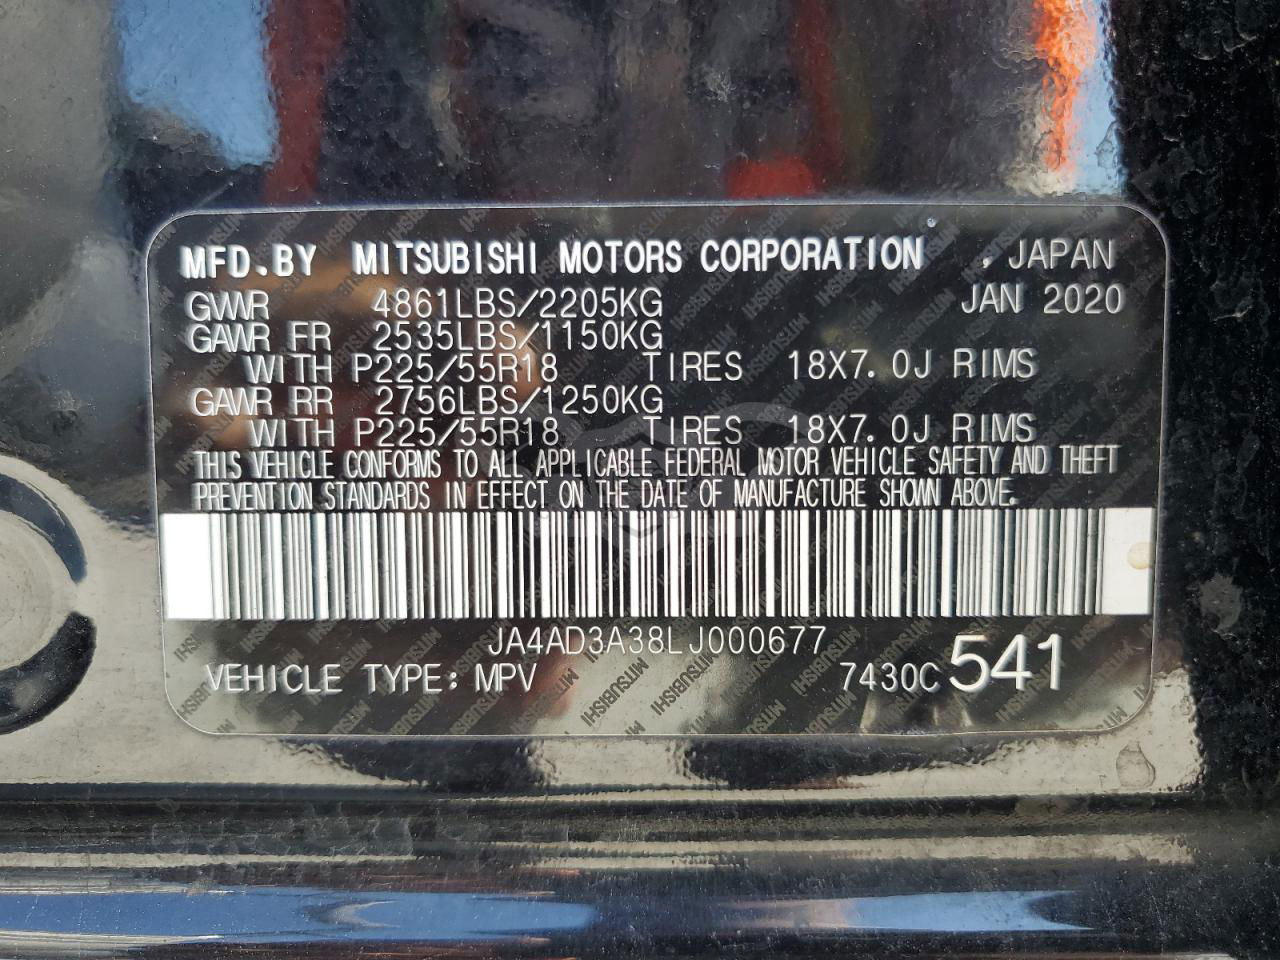 MFD.BY MITSUBISHI MOTORS CORPORATION , JAPAN
GVWR 4861LBS/2205KG JAN 2020
GAWR FR 2535LBS/1150KG
WITH P225/55R18 TIRES 18X7.0J RIMS
GAWR RR 2756LBS/1250KG
WITH P225/55R18 TIRES 18X7.0J RIMS
THIS VEHICLE CONFORMS TO ALL APPLICABLE FEDERAL MOTOR VEHICLE SAFETY AND THEFT
PREVENTION STANDARDS IN EFFECT ON THE DATE OF MANUFACTURE SHOWN ABOVE.
JA4AD3A38LJ000677
VEHICLE TYPE: MPV 7430C 541